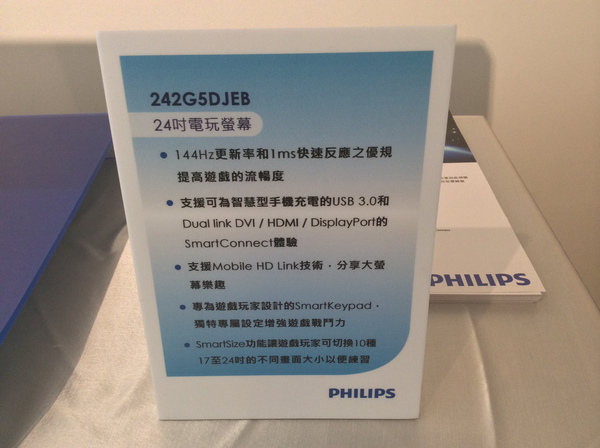 242G5DJEB
24吋電玩螢幕
• 144Hz更新率和1ms快速反應之優規
提高遊戲的流暢度
• 支援可為智慧型手機充電的USB 3.0和
Dual link DVI / HDMI / DisplayPort的
SmartConnect體驗
• 支援Mobile HD Link技術，分享大螢
幕樂趣
• 專為遊戲玩家設計的SmartKeypad，
獨特專屬設定增強遊戲戰鬥力
• SmartSize功能讓遊戲玩家可切換10種
17至24吋的不同畫面大小以便練習
PHILIPS
PHILIPS